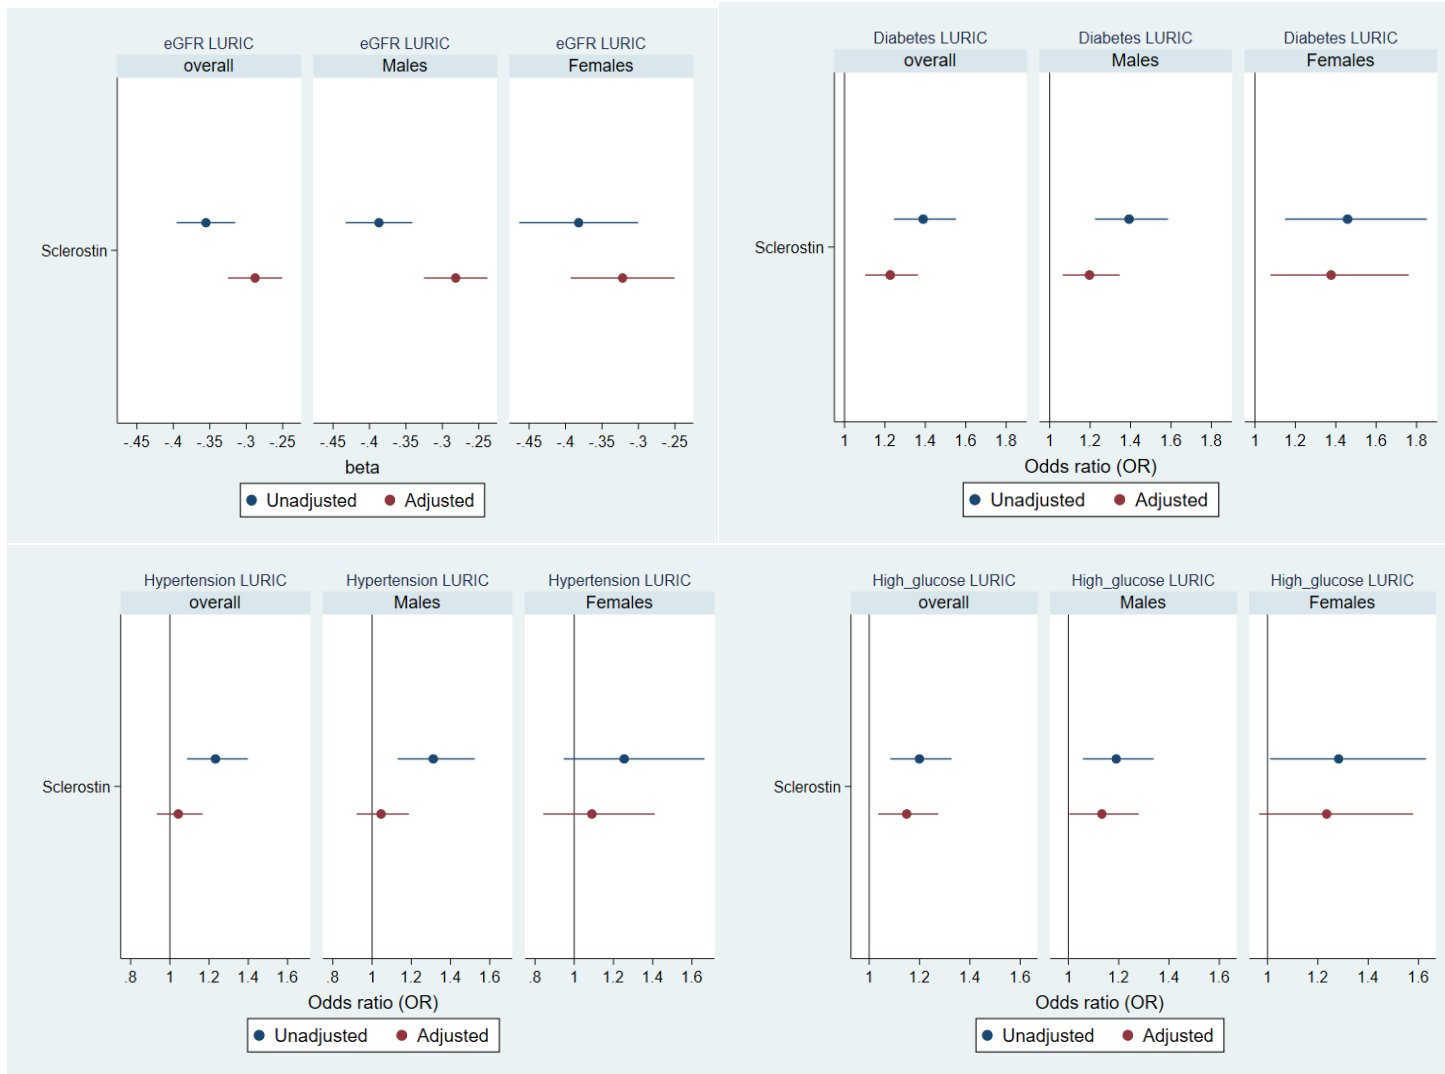 eGFR LURIC eGFR LURIC eGFR LURIC
overall Males Females
Sclerostin
-.45 -.4 -.35 -.3 -.25 -.45 -.4 -.35 -.3 -.25 -.45 -.4 -.35 -.3 -.25
beta
Unadjusted Adjusted
Diabetes LURIC Diabetes LURIC Diabetes LURIC
overall Males Females
Sclerostin
1 1.2 1.4 1.6 1.8 1 1.2 1.4 1.6 1.8 1 1.2 1.4 1.6 1.8
Odds ratio (OR)
Unadjusted Adjusted
Hypertension LURIC Hypertension LURIC Hypertension LURIC
overall Males Females
Sclerostin
.8 1 1.2 1.4 1.6 .8 1 1.2 1.4 1.6 .8 1 1.2 1.4 1.6
Odds ratio (OR)
Unadjusted Adjusted
High_glucose LURIC High_glucose LURIC High_glucose LURIC
overall Males Females
Sclerostin
1 1.2 1.4 1.6 1 1.2 1.4 1.6 1 1.2 1.4 1.6
Odds ratio (OR)
Unadjusted Adjusted